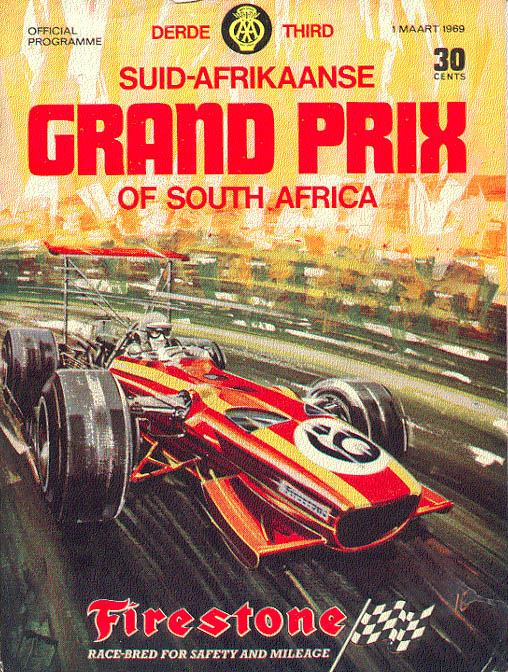 OFFICIAL
PROGRAMME
DERDE AA THIRD
1 MAART 1969
30
CENTS
SUID-AFRIKAANSE
GRAND PRIX
OF SOUTH AFRICA
Firestone
RACE-BRED FOR SAFETY AND MILEAGE